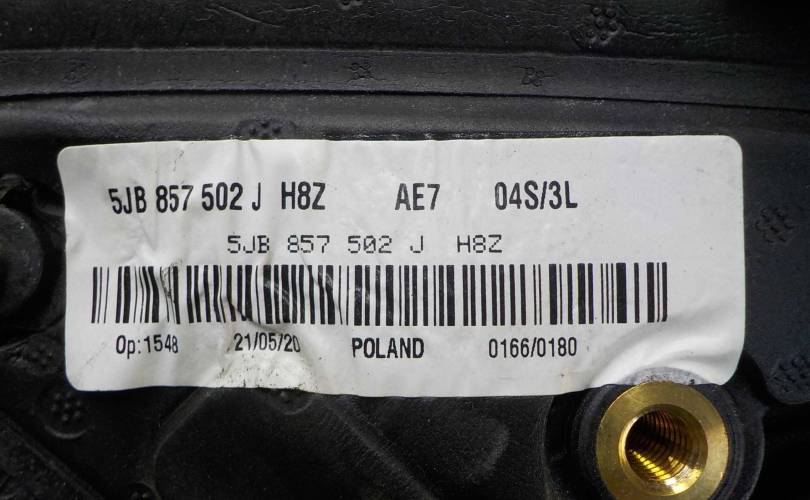 5JB 857 502 J H8Z AE7 04S/3L
5JB 857 502 J H8Z
Op:1548 21/05/20 POLAND 0166/0180